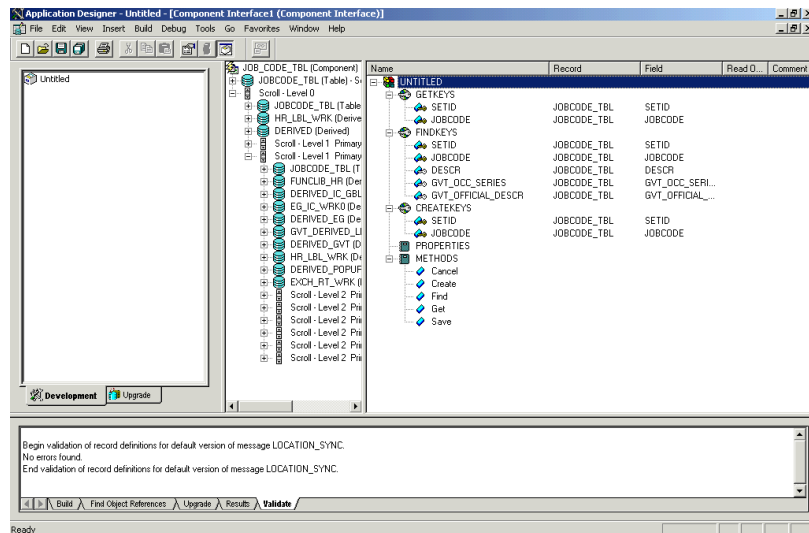 Application Designer - Untitled - [Component Interface1 (Component Interface)]
File Edit View Insert Build Debug Tools Go Favorites Window Help
Untitled
Development
Upgrade
JOB_CODE_TBL (Component)
JOBCODE_TBL (Table) - S
Scroll - Level 0
JOBCODE_TBL (Table
HR_LBL_WRK (Derive
DERIVED (Derived)
Scroll - Level 1 Primary
Scroll - Level 1 Primary
JOBCODE_TBL (T
FUNCLIB_HR (Der
DERIVED_IC_GBL
EG_IC_WRK0 (De
DERIVED_EG (De
GVT_DERIVED_LI
DERIVED_GVT (D
HR_LBL_WRK (De
DERIVED_POPUP
EXCH_RT_WRK (
Scroll - Level 2 Pri
Scroll - Level 2 Pri
Scroll - Level 2 Pri
Scroll - Level 2 Pri
Scroll - Level 2 Pri
Scroll - Level 2 Pri
Name Record Field Read O... Comment
UNTITLED
GETKEYS
SETID JOBCODE_TBL SETID
JOBCODE JOBCODE_TBL JOBCODE
FINDKEYS
SETID JOBCODE_TBL SETID
JOBCODE JOBCODE_TBL JOBCODE
DESCR JOBCODE_TBL DESCR
GVT_OCC_SERIES JOBCODE_TBL GVT_OCC_SERI...
GVT_OFFICIAL_DESCR JOBCODE_TBL GVT_OFFICIAL_...
CREATEKEYS
SETID JOBCODE_TBL SETID
JOBCODE JOBCODE_TBL JOBCODE
PROPERTIES
METHODS
Cancel
Create
Find
Get
Save
Begin validation of record definitions for default version of message LOCATION_SYNC.
No errors found.
End validation of record definitions for default version of message LOCATION_SYNC.
Build Find Object References Upgrade Results Validate
Ready